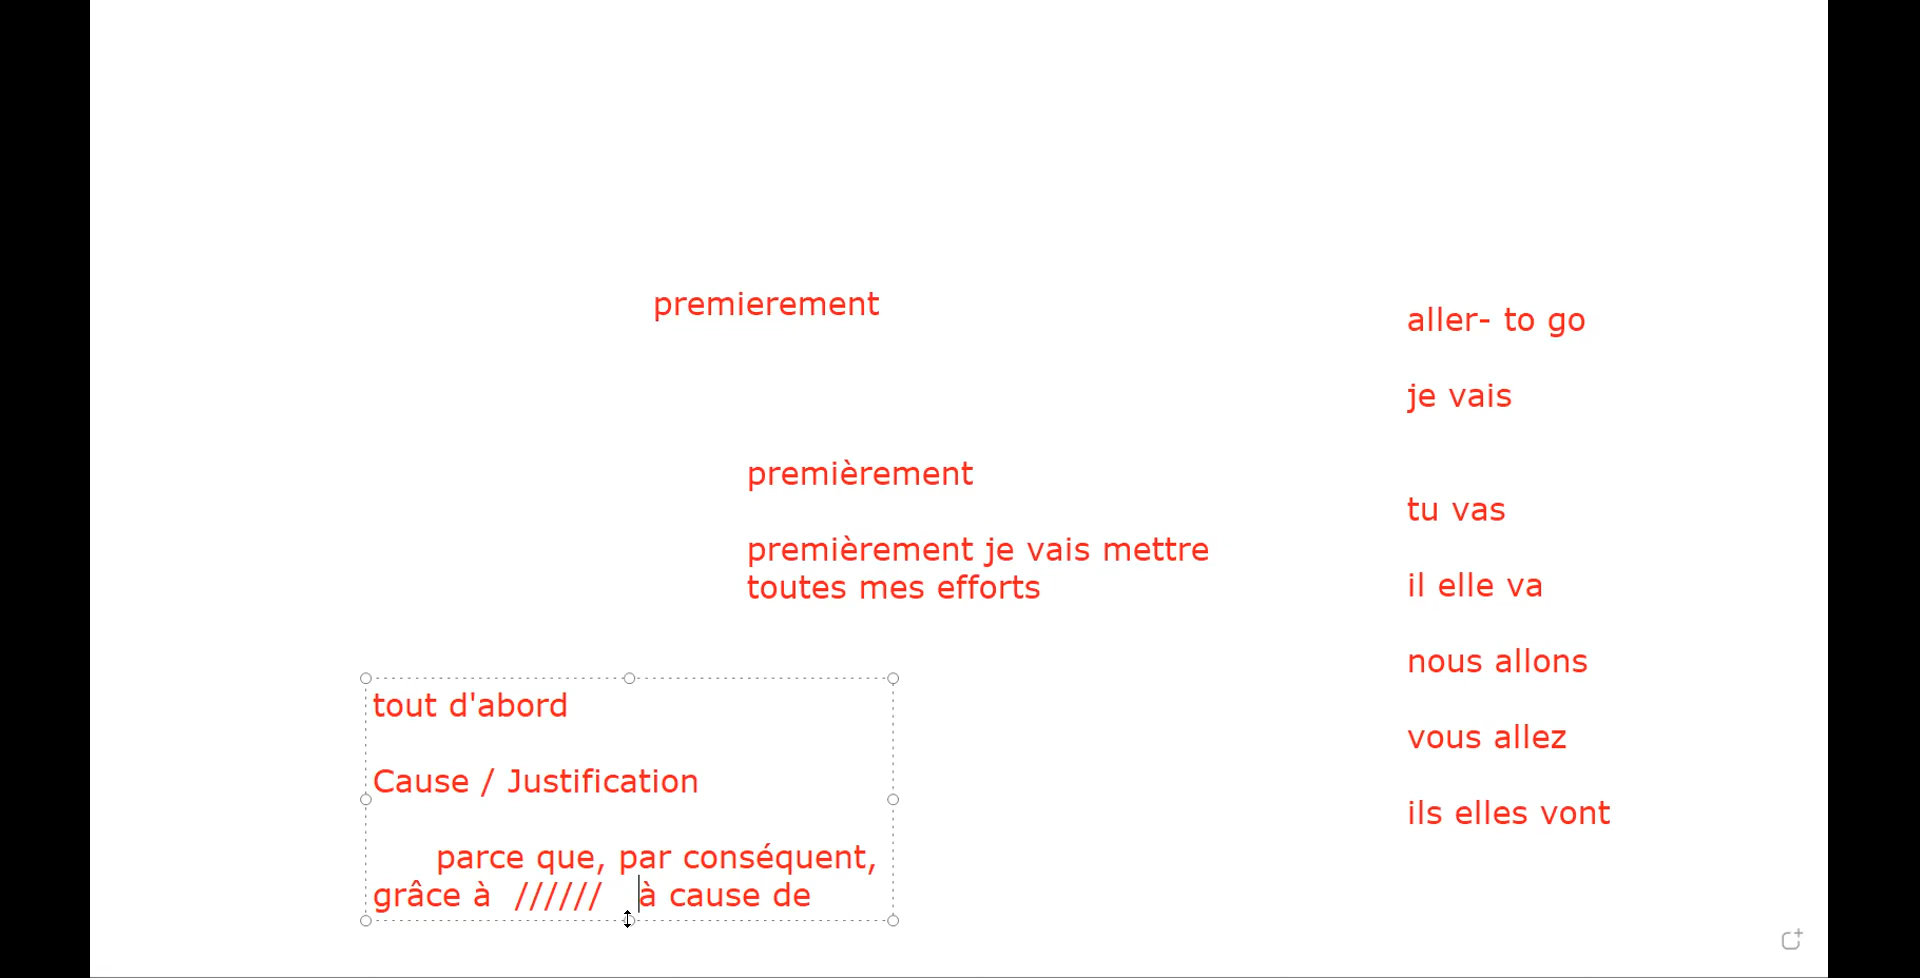 premierement
premièrement
premièrement je vais mettre
toutes mes efforts
tout d'abord
Cause / Justification
parce que, par conséquent,
grâce à ////// à cause de
aller- to go
je vais
tu vas
il elle va
nous allons
vous allez
ils elles vont